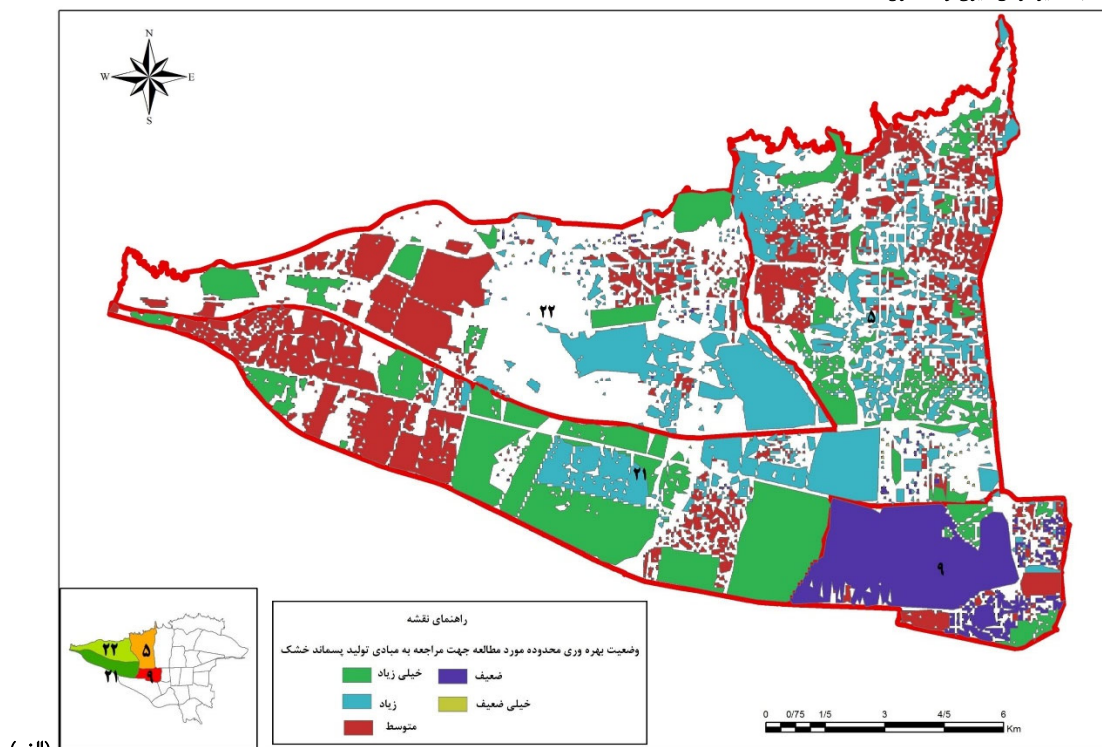 N
W E
S
۲۲
۵
۲۱
۹
۲۲
۵
۲۱
۹
راهنمای نقشه
وضعیت بهره وری محدوده مورد مطالعه جهت مراجعه به مبادی تولید پسماند خشک
خیلی زیاد
ضعیف
زیاد
خیلی ضعیف
متوسط
0 0/75 1/5 3 4/5 6
Km